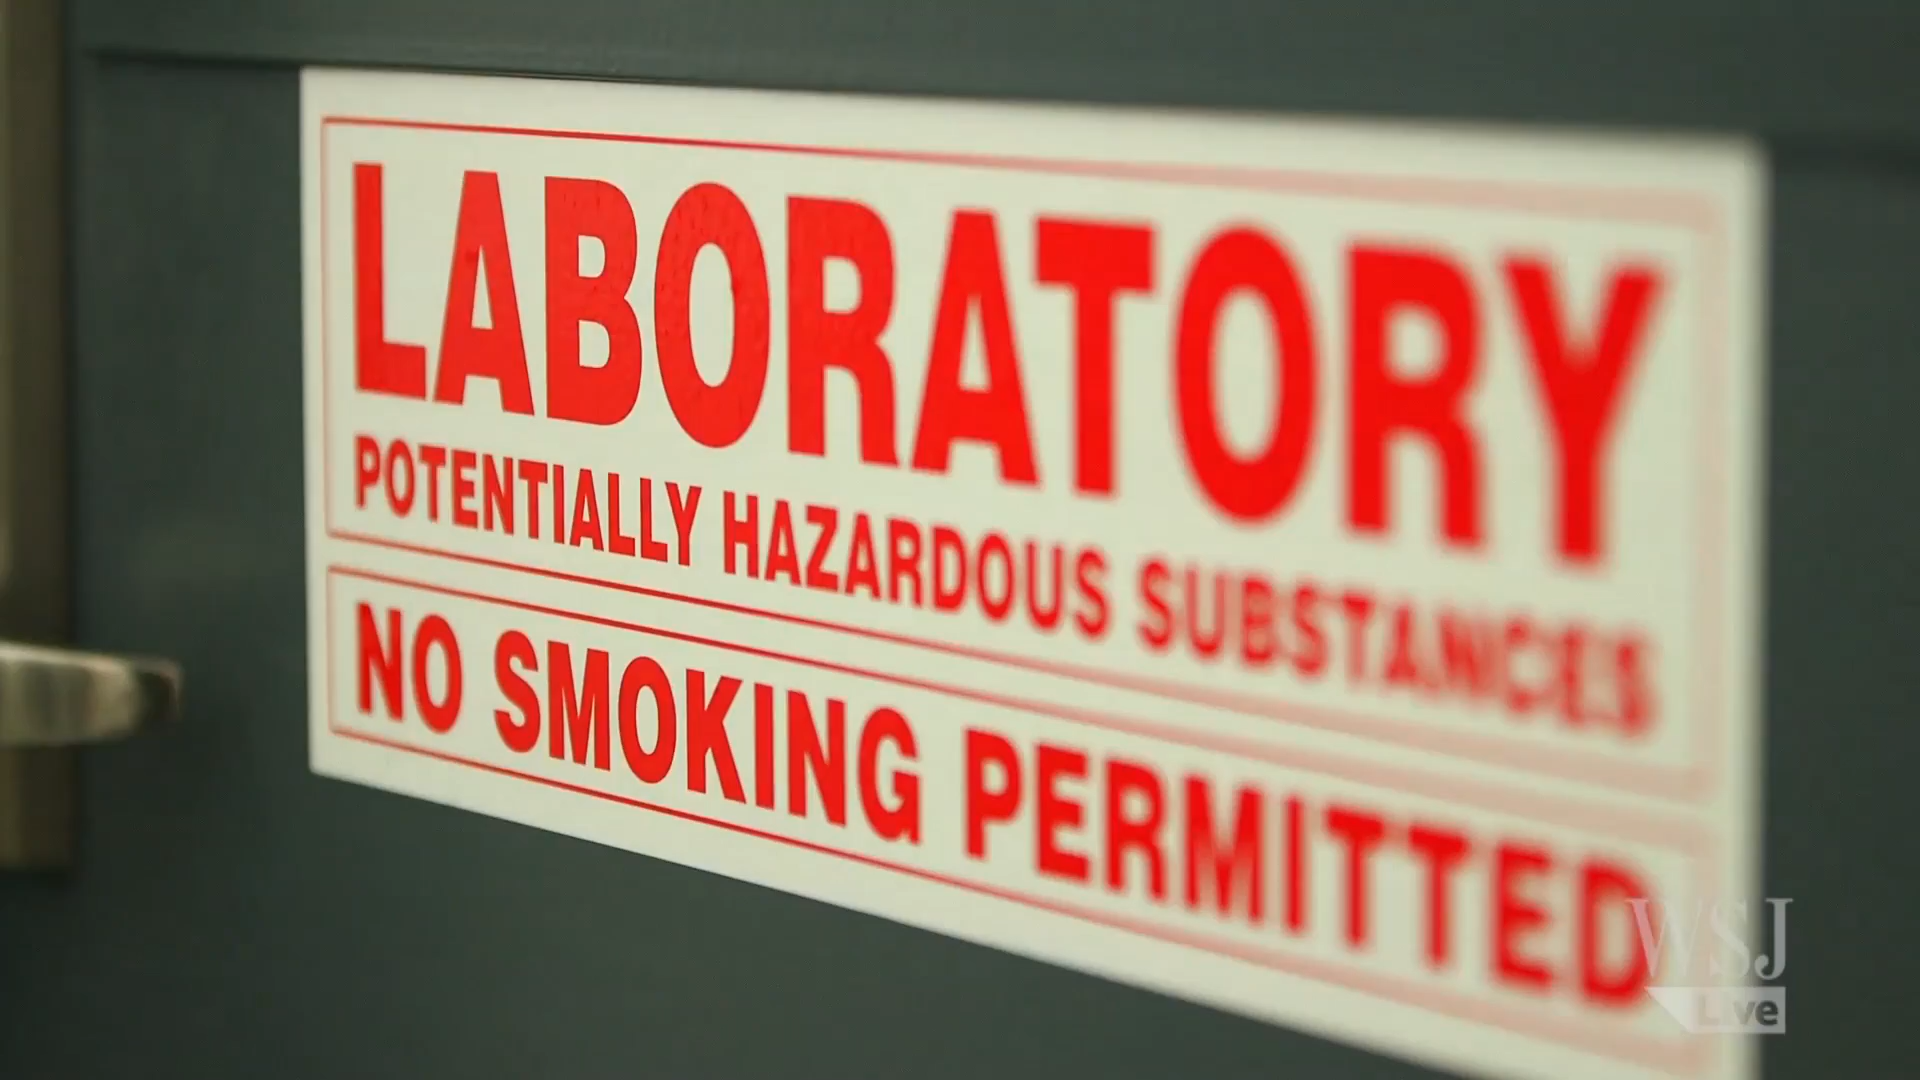 LABORATORY
POTENTIALLY HAZARDOUS SUBSTANCES
NO SMOKING PERMITTED
WSJ
Live